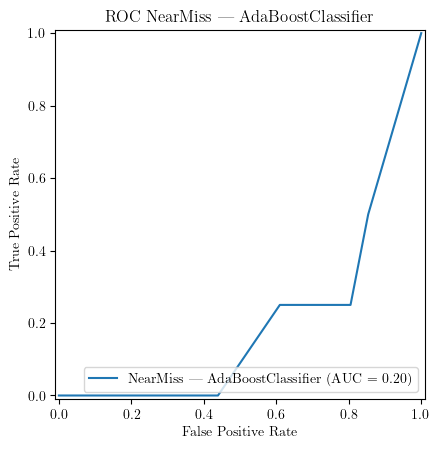 ROC NearMiss — AdaBoostClassifier
True Positive Rate
1.0
0.8
0.6
0.4
0.2
0.0
NearMiss — AdaBoostClassifier (AUC = 0.20)
0.0 0.2 0.4 0.6 0.8 1.0
False Positive Rate